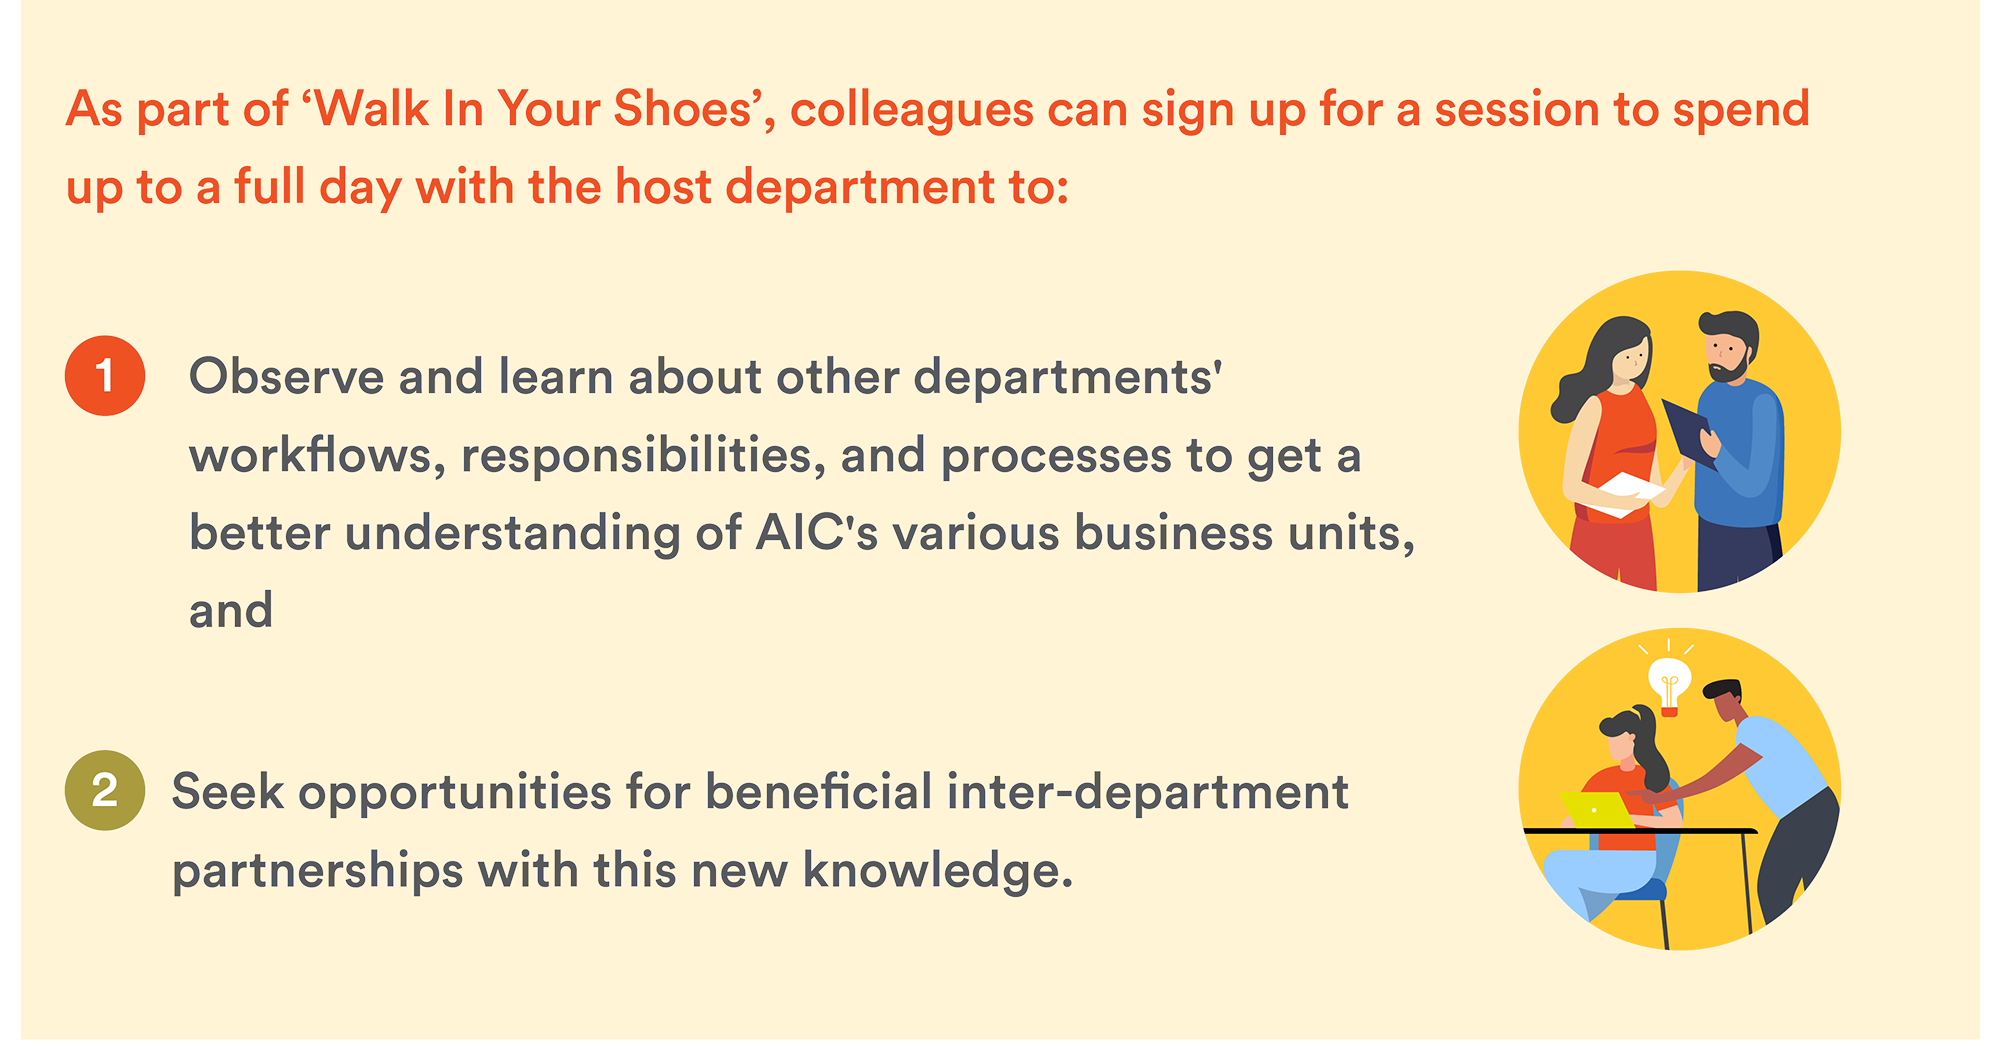 As part of ‘Walk In Your Shoes’, colleagues can sign up for a session to spend
up to a full day with the host department to:
1 Observe and learn about other departments'
workflows, responsibilities, and processes to get a
better understanding of AIC's various business units,
and
2 Seek opportunities for beneficial inter-department
partnerships with this new knowledge.